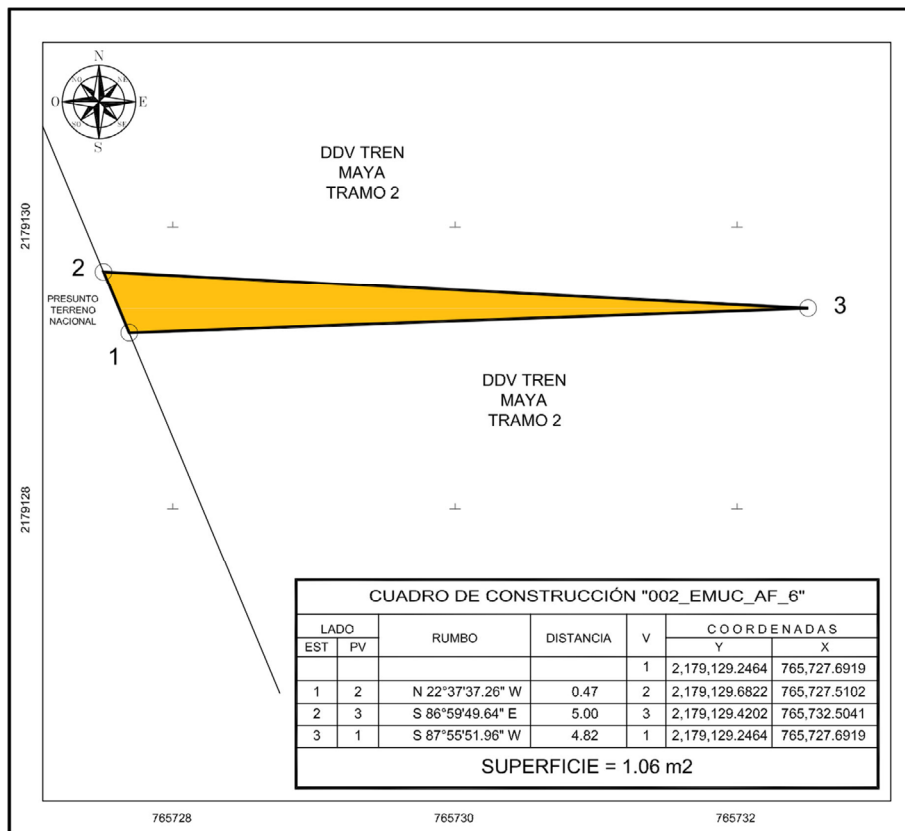 N
NO NE
O E
SO SE
S
DDV TREN
MAYA
TRAMO 2
2179130
2
PRESUNTO
TERRENO
NACIONAL
3
1
DDV TREN
MAYA
TRAMO 2
2179128
CUADRO DE CONSTRUCCIÓN "002_EMUC_AF_6"
LADO RUMBO DISTANCIA V COORDENADAS
EST PV Y X
1 2,179,129.2464 765,727.6919
1 2 N 22°37'37.26" W 0.47 2 2,179,129.6822 765,727.5102
2 3 S 86°59'49.64" E 5.00 3 2,179,129.4202 765,732.5041
3 1 S 87°55'51.96" W 4.82 1 2,179,129.2464 765,727.6919
SUPERFICIE = 1.06 m2
765728 765730 765732